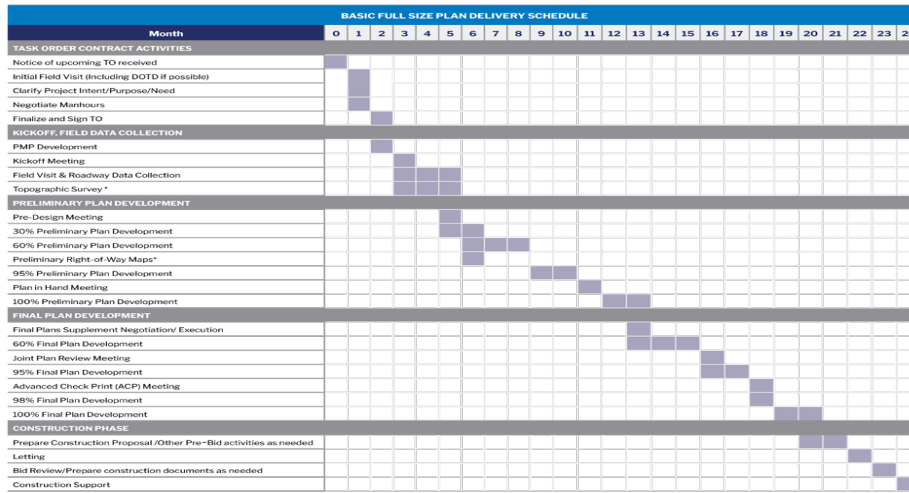 BASIC FULL SIZE PLAN DELIVERY SCHEDULE
Month 0 1 2 3 4 5 6 7 8 9 10 11 12 13 14 15 16 17 18 19 20 21 22 23
TASK ORDER CONTRACT ACTIVITIES
Notice of upcoming TO received
Initial Field Visit (Including DOTD if possible)
Clarify Project Intent/Purpose/Need
Negotiate Manhours
Finalize and Sign TO
KICKOFF, FIELD DATA COLLECTION
PMP Development
Kickoff Meeting
Field Visit & Roadway Data Collection
Topographic Survey *
PRELIMINARY PLAN DEVELOPMENT
Pre-Design Meeting
30% Preliminary Plan Development
60% Preliminary Plan Development
Preliminary Right-of-Way Maps*
95% Preliminary Plan Development
Plan in Hand Meeting
100% Preliminary Plan Development
FINAL PLAN DEVELOPMENT
Final Plans Supplement Negotiation/ Execution
60% Final Plan Development
Joint Plan Review Meeting
95% Final Plan Development
Advanced Check Print (ACP) Meeting
98% Final Plan Development
100% Final Plan Development
CONSTRUCTION PHASE
Prepare Construction Proposal /Other Pre-Bid activities as needed
Letting
Bid Review/Prepare construction documents as needed
Construction Support